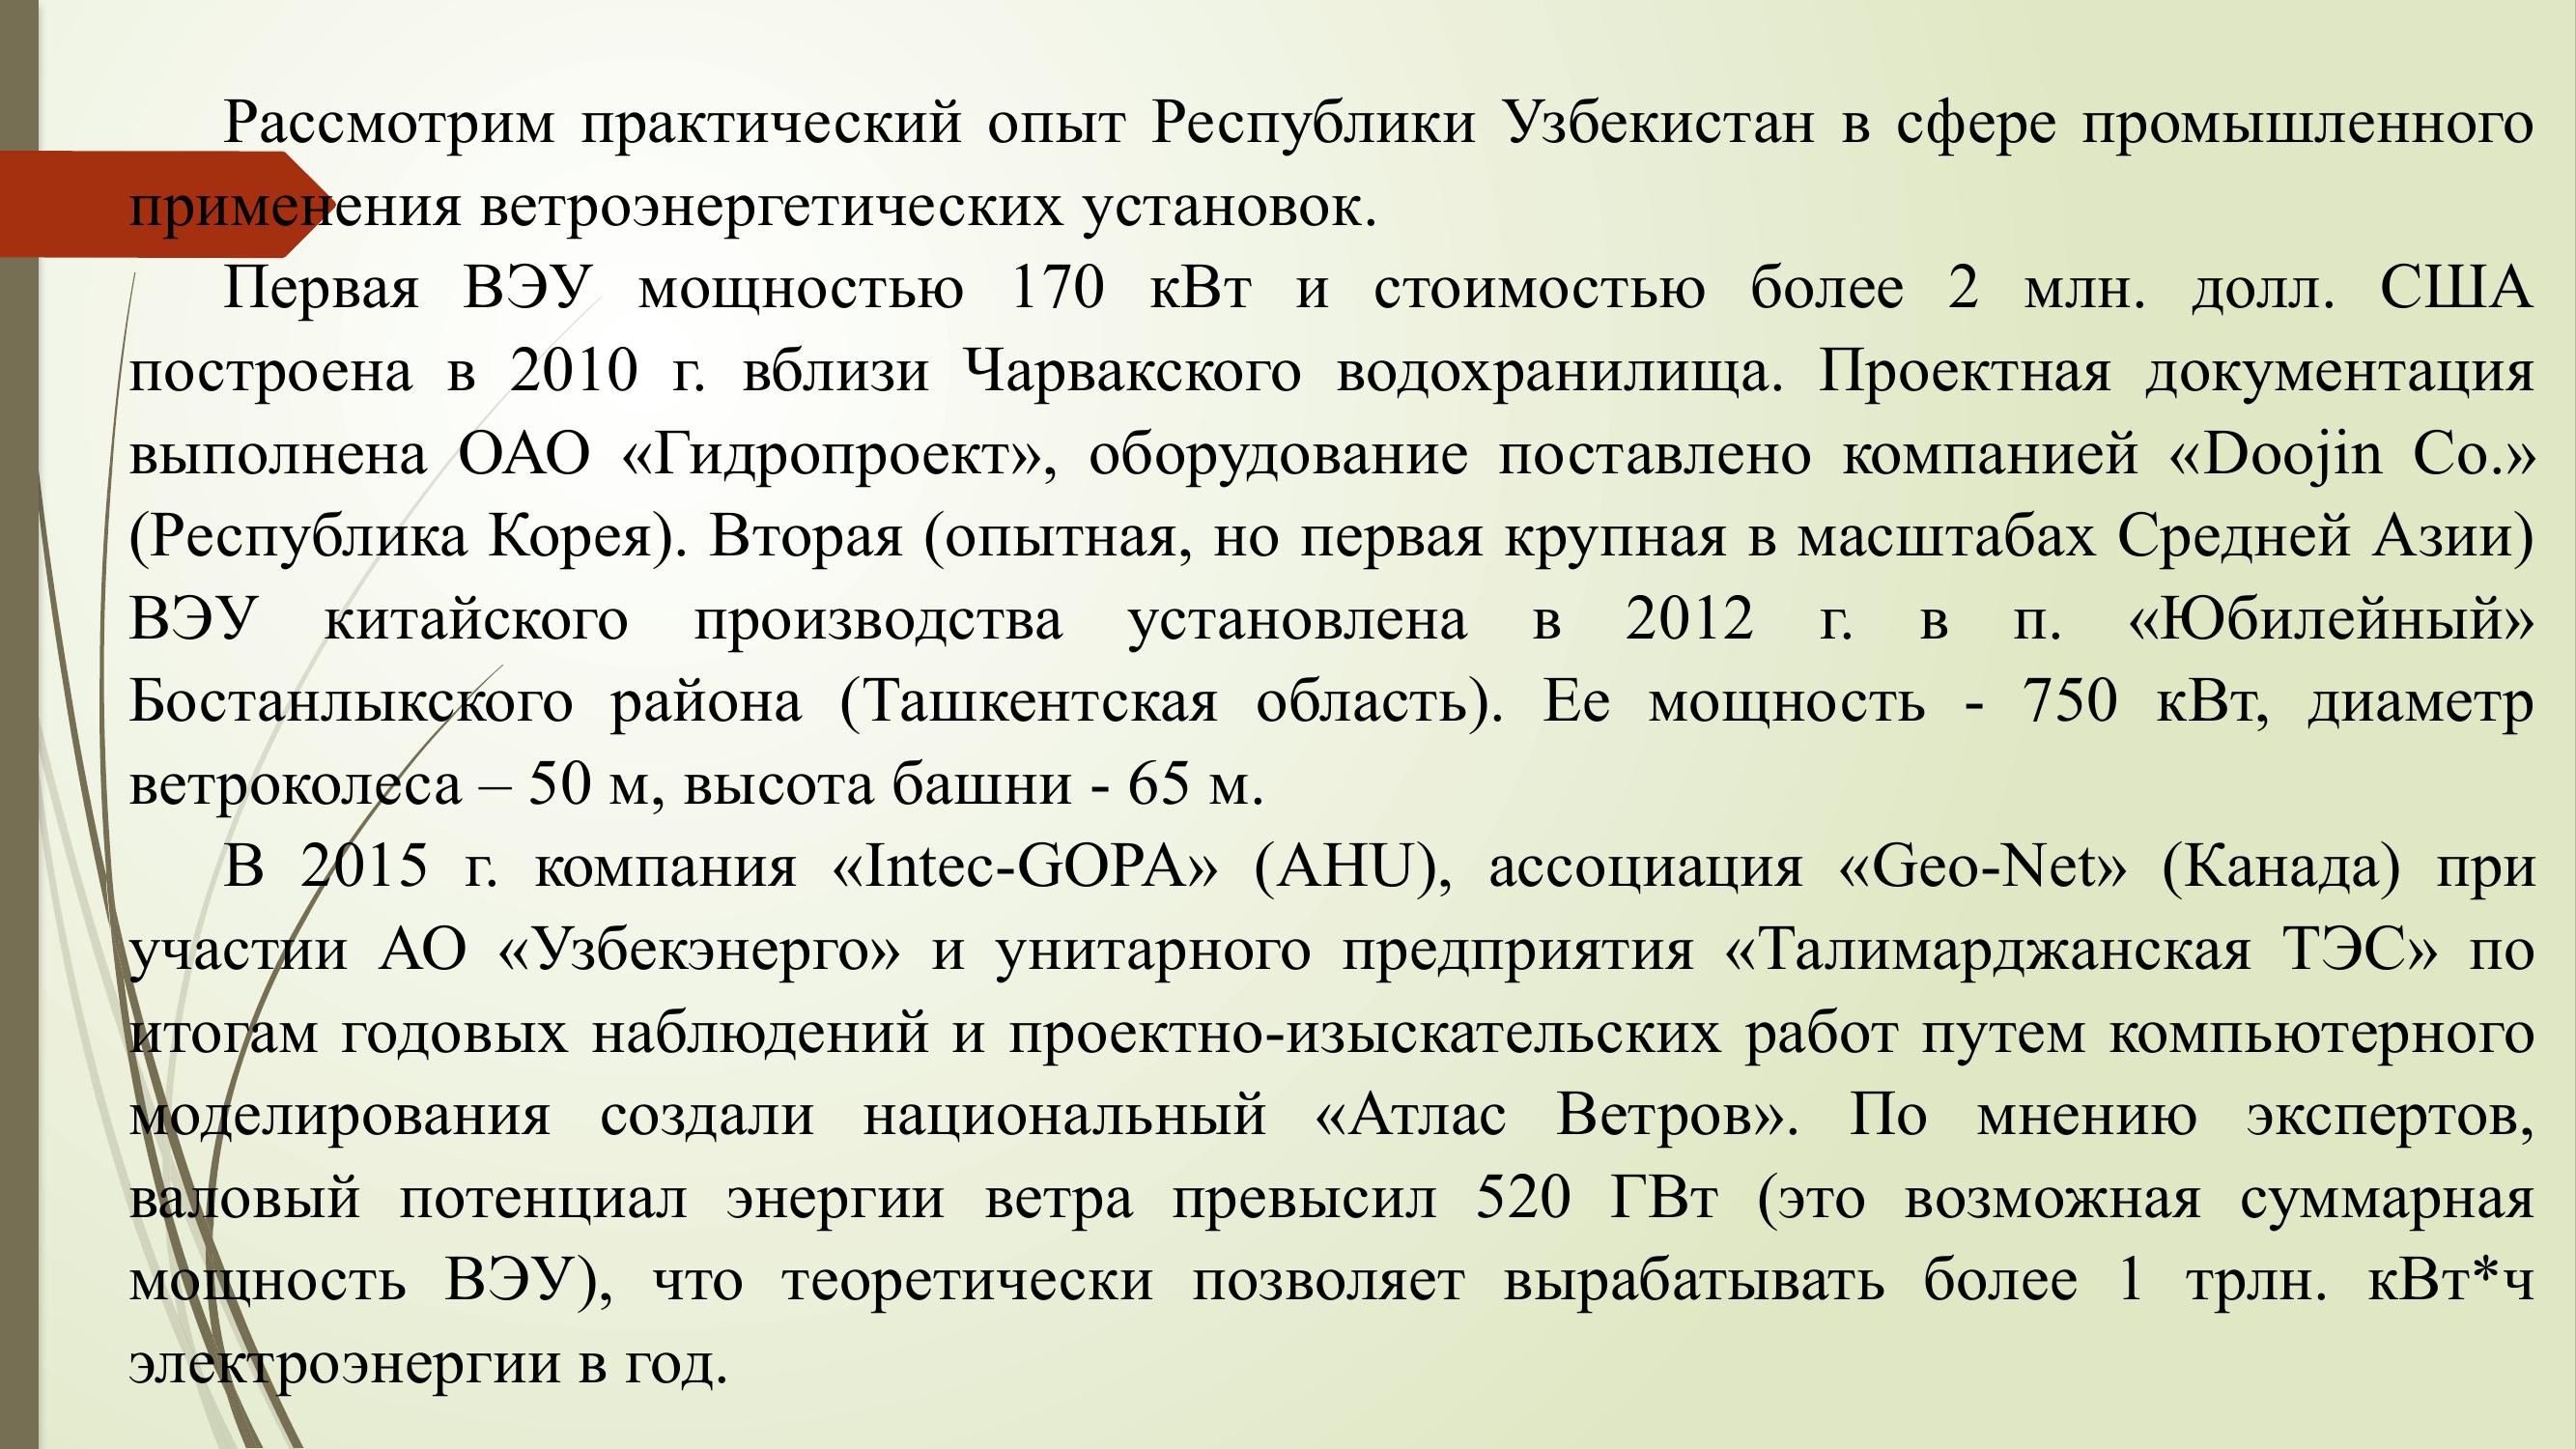 Рассмотрим практический опыт Республики Узбекистан в сфере промышленного
применения ветроэнергетических установок.
Первая ВЭУ мощностью 170 кВт и стоимостью более 2 млн. долл. США
построена в 2010 г. вблизи Чарвакского водохранилища. Проектная документация
выполнена ОАО «Гидропроект», оборудование поставлено компанией «Doojin Co.»
(Республика Корея). Вторая (опытная, но первая крупная в масштабах Средней Азии)
ВЭУ китайского производства установлена в 2012 г. в п. «Юбилейный»
Бостанлыкского района (Ташкентская область). Ее мощность - 750 кВт, диаметр
ветроколеса – 50 м, высота башни - 65 м.
В 2015 г. компания «Intec-GOPA» (AHU), ассоциация «Geo-Net» (Канада) при
участии АО «Узбекэнерго» и унитарного предприятия «Талимарджанская ТЭС» по
итогам годовых наблюдений и проектно-изыскательских работ путем компьютерного
моделирования создали национальный «Атлас Ветров». По мнению экспертов,
валовый потенциал энергии ветра превысил 520 ГВт (это возможная суммарная
мощность ВЭУ), что теоретически позволяет вырабатывать более 1 трлн. кВт*ч
электроэнергии в год.